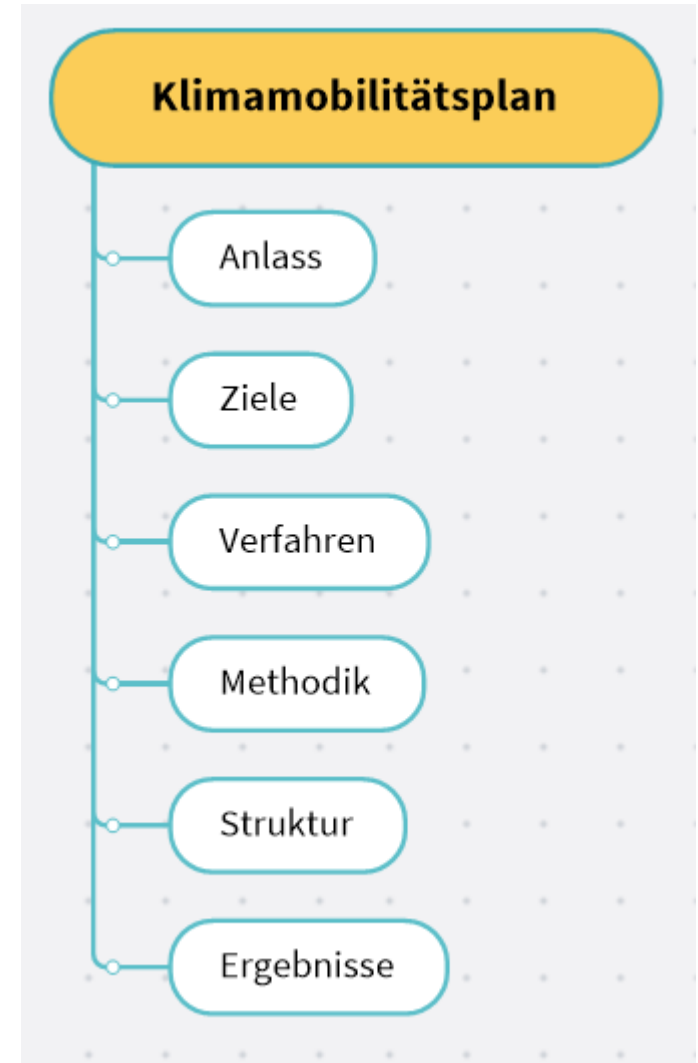 Klimamobilitätsplan
Anlass
Ziele
Verfahren
Methodik
Struktur
Ergebnisse